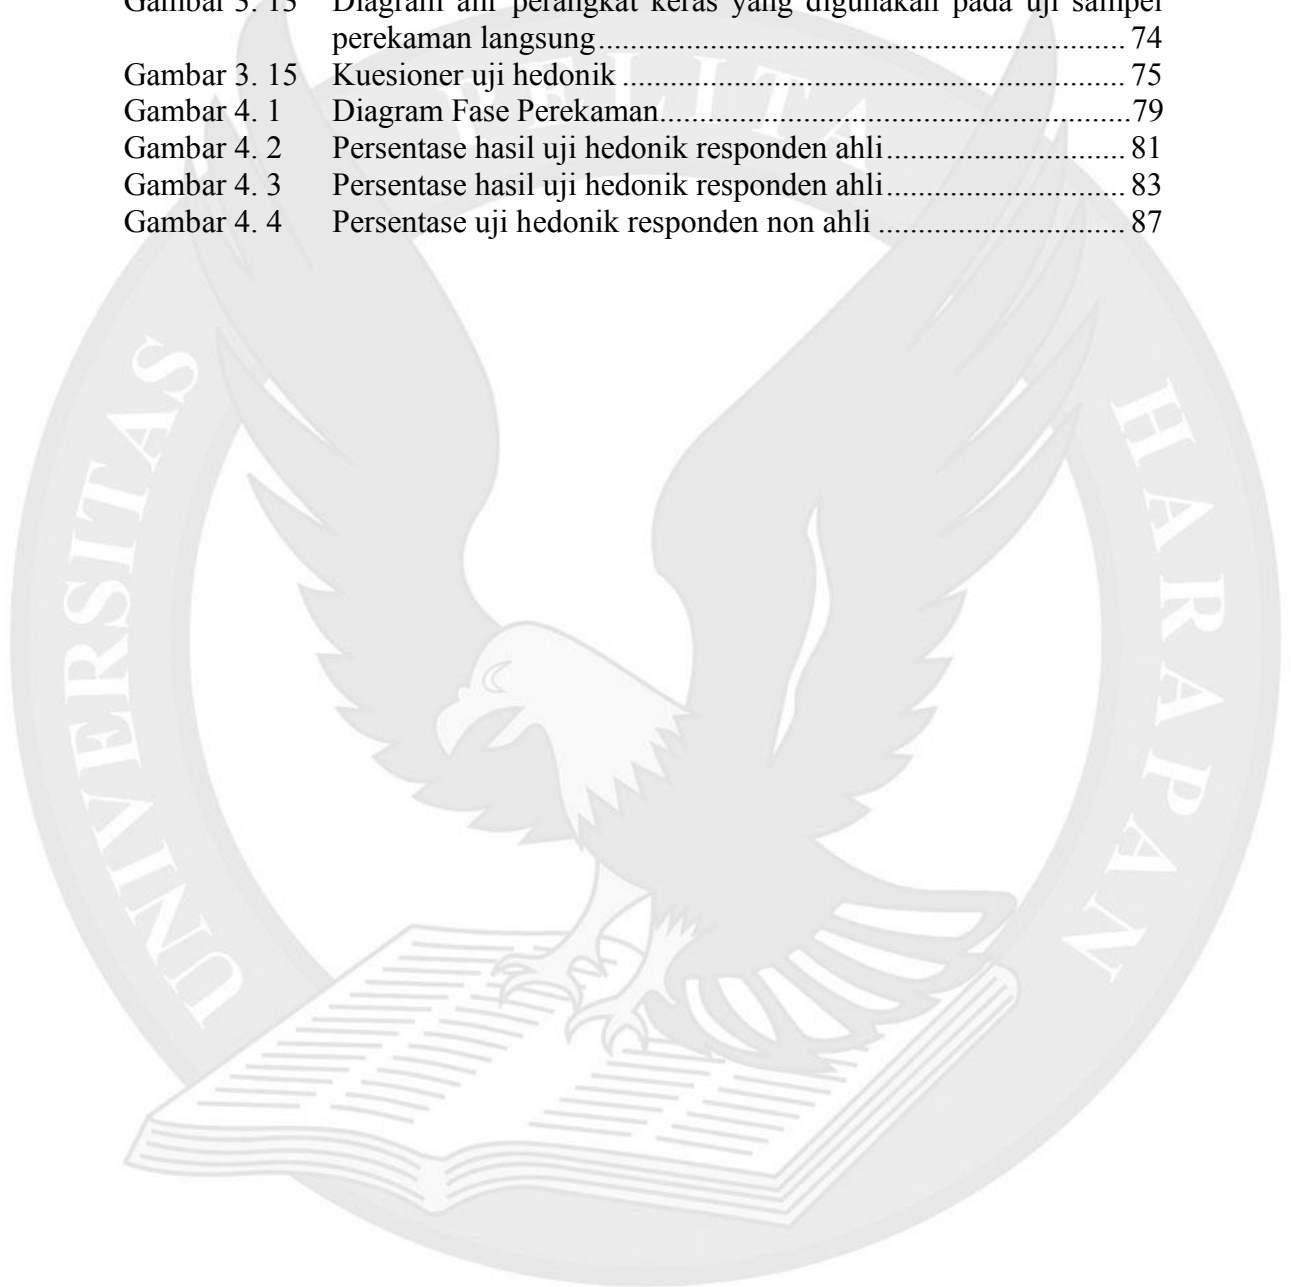 Gambar 3. 13 Diagram alir perangkat keras yang digunakan pada uji sampel
perekaman langsung................................................................... 74
Gambar 3. 15 Kuesioner uji hedonik ................................................................ 75
Gambar 4. 1 Diagram Fase Perekaman............................................................79
Gambar 4. 2 Persentase hasil uji hedonik responden ahli.............................. 81
Gambar 4. 3 Persentase hasil uji hedonik responden ahli.............................. 83
Gambar 4. 4 Persentase uji hedonik responden non ahli ............................... 87
UNIVERSITAS
PELITA
HARAPAN